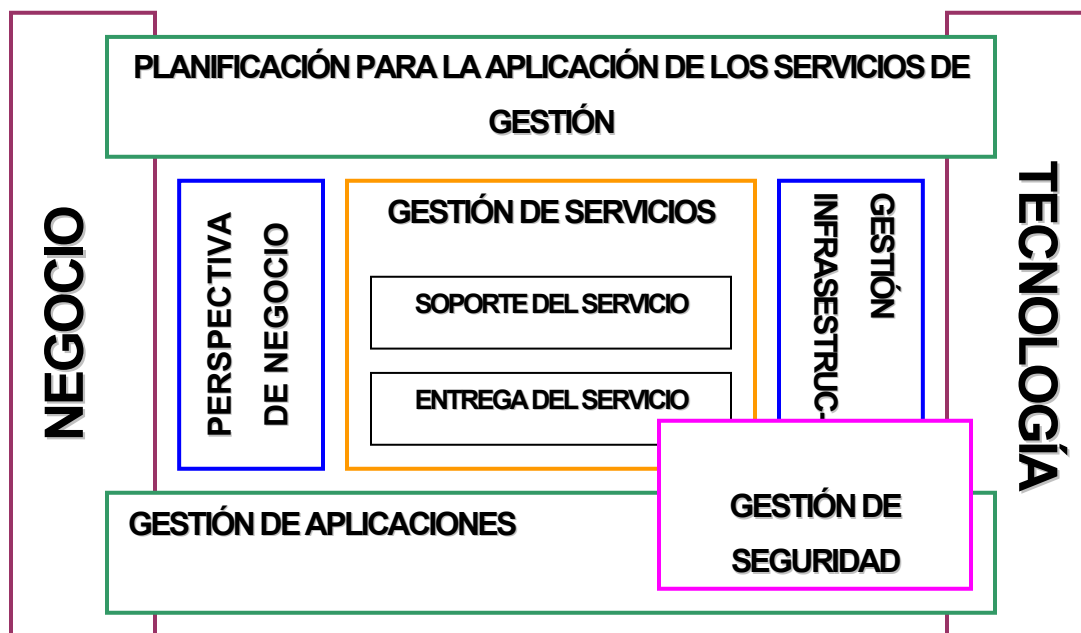 PLANIFICACIÓN PARA LA APLICACIÓN DE LOS SERVICIOS DE
GESTIÓN
NEGOCIO
PERSPECTIVA
DE NEGOCIO
GESTIÓN DE SERVICIOS
SOPORTE DEL SERVICIO
ENTREGA DEL SERVICIO
GESTIÓN
INFRASESTRUC-
TECNOLOGÍA
GESTIÓN DE APLICACIONES
GESTIÓN DE
SEGURIDAD